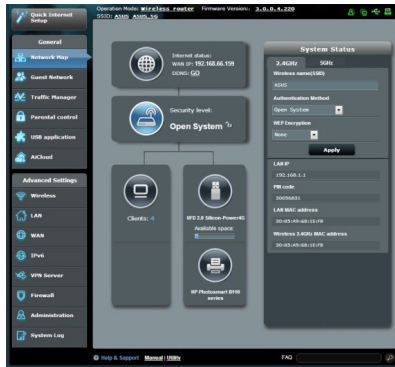 Quick Internet
Setup
Operation Mode: Wireless router Firmware Version: 3.0.0.4.220
SSID: ASUS ASUS_5G
General
Network Map
Guest Network
Traffic Manager
Parental control
USB application
AiCloud
Advanced Settings
Wireless
LAN
WAN
IPv6
VPN Server
Firewall
Administration
System Log
Internet status:
WAN IP: 192.168.66.159
DDNS: GO
Security level:
Open System
Clients: 4
UFD 2.0 Silicon-Power4G
Available space:
HP Photosmart B110
series
System Status
2.4GHz 5GHz
Wireless name(SSID)
ASUS
Authentication Method
Open System
WEP Encryption
None
Apply
LAN IP
192.168.1.1
PIN code
LAN MAC address
Wireless 2.4GHz MAC address
Help & Support Manual | Utility FAQ